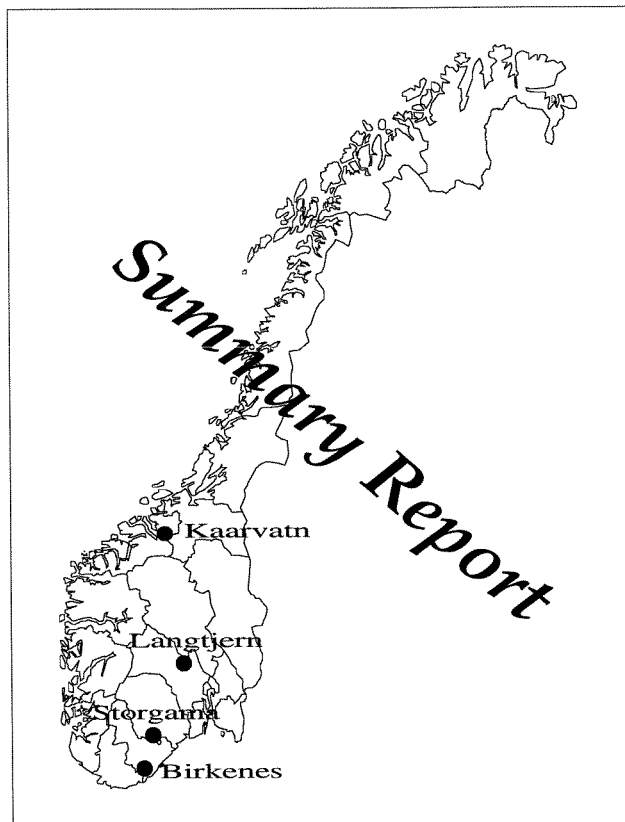 Summary Report
Kaarvatn
Langtjern
Storgama
Birkenes